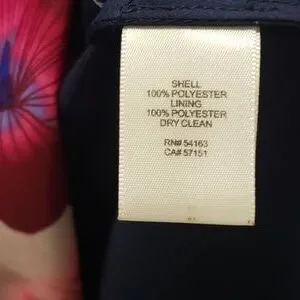 SHELL
100% POLYESTER
LINING
100% POLYESTER
DRY CLEAN
RN# 54163
CA# 57151